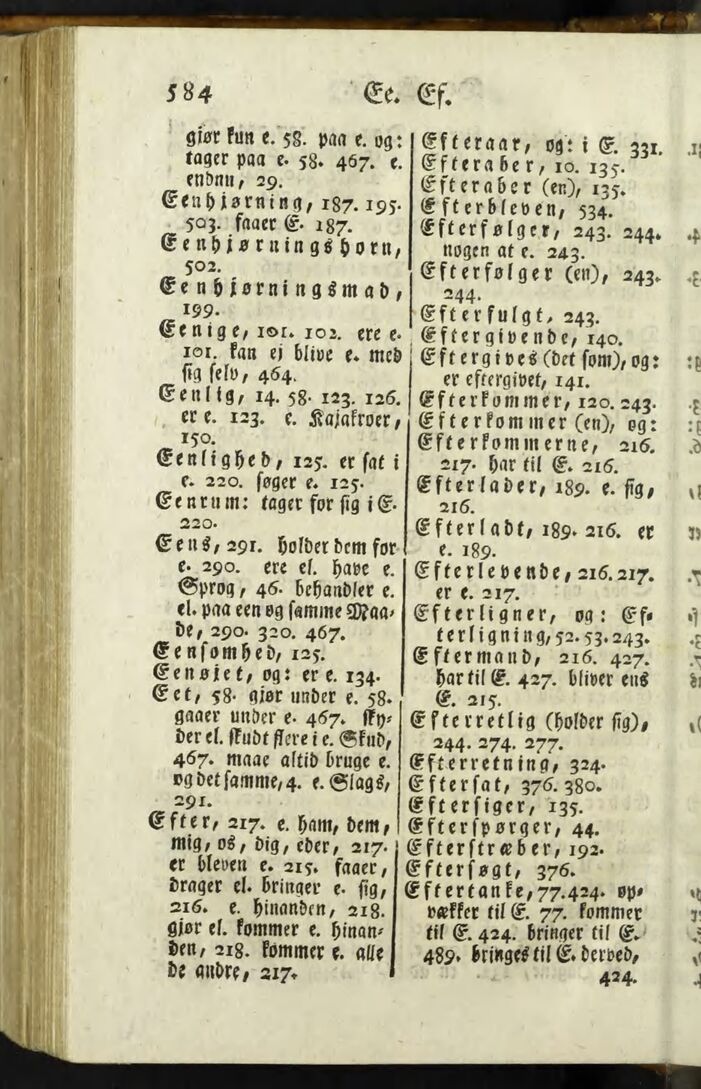 584
Ee. Ef.
giør kun e. 58. paa e. og:
tager paa e. 58. 467. e.
endnu, 29.
Eenhiørning, 187. 195.
503. faaer E. 187.
Eenhiørningshorn,
502.
Eenhiørningsmad,
199.
Eenige, 101. 102. ere e.
101. kan ej blive e. med
sig selv, 464.
Eenlig, 14. 58. 123. 126.
er e. 123. e. Kajakroer,
150.
Eenlighed, 125. er sat i
e. 220. søger e. 125.
Eenrum: tager for sig i E.
220.
Eens, 291. holder dem for
e. 290. ere el. have e.
Sprog, 46. behandler e.
el. paa een og samme Maa-
de, 290. 320. 467.
Eensomhed, 125.
Eenøiet, og: er e. 134.
Eet, 58. giør under e. 58.
gaaer under e. 467. sky-
der el. skudt flere i e. Skud,
467. maae altid bruge e.
og det samme, 4. e. Slags,
291.
Efter, 217. e. ham, dem,
mig, os, dig, eder, 217.
er bleven e. 215. faaer,
drager el. bringer e. sig,
216. e. hinanden, 218.
giør el. kommer e. hinan-
den, 218. kommer e. alle
de andre, 217.
Efteraar, og: i E. 331.
Efteraber, 10. 135.
Efteraber (en), 135.
Efterbleven, 534.
Efterfølger, 243. 244.
nogen at e. 243.
Efterfølger (en), 243.
244.
Efterfulgt, 243.
Eftergivende, 140.
Eftergives (det som), og:
er eftergivet, 141.
Efterkommer, 120. 243.
Efterkommer (en), og:
Efterkommerne, 216.
217. har til E. 216.
Efterlader, 189. e. sig,
216.
Efterladt, 189. 216. er
e. 189.
Efterlevende, 216. 217.
er e. 217.
Efterligner, og: Ef-
terligning, 52. 53. 243.
Eftermand, 216. 427.
har til E. 427. bliver ens
E. 215.
Efterretlig (holder sig),
244. 274. 277.
Efterretning, 324.
Eftersat, 376. 380.
Eftersiger, 135.
Efterspørger, 44.
Efterstræber, 192.
Eftersøgt, 376.
Eftertanke, 77. 424. op-
vækker til E. 77. kommer
til E. 424. bringer til E.
489. bringes til E. derved,
424.